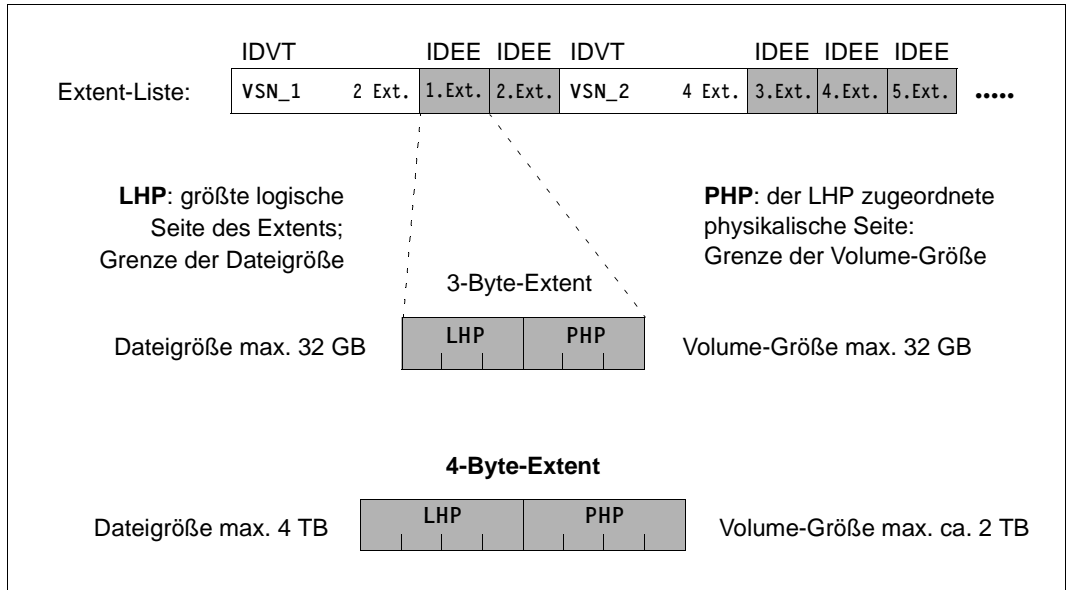 IDVT IDEE IDEE IDVT IDEE IDEE IDEE
Extent-Liste: VSN_1 2 Ext. 1.Ext. 2.Ext. VSN_2 4 Ext. 3.Ext. 4.Ext. 5.Ext. .....
LHP: größte logische
Seite des Extents;
Grenze der Dateigröße
PHP: der LHP zugeordnete
physikalische Seite:
Grenze der Volume-Größe
3-Byte-Extent
Dateigröße max. 32 GB LHP PHP Volume-Größe max. 32 GB
4-Byte-Extent
Dateigröße max. 4 TB LHP PHP Volume-Größe max. ca. 2 TB